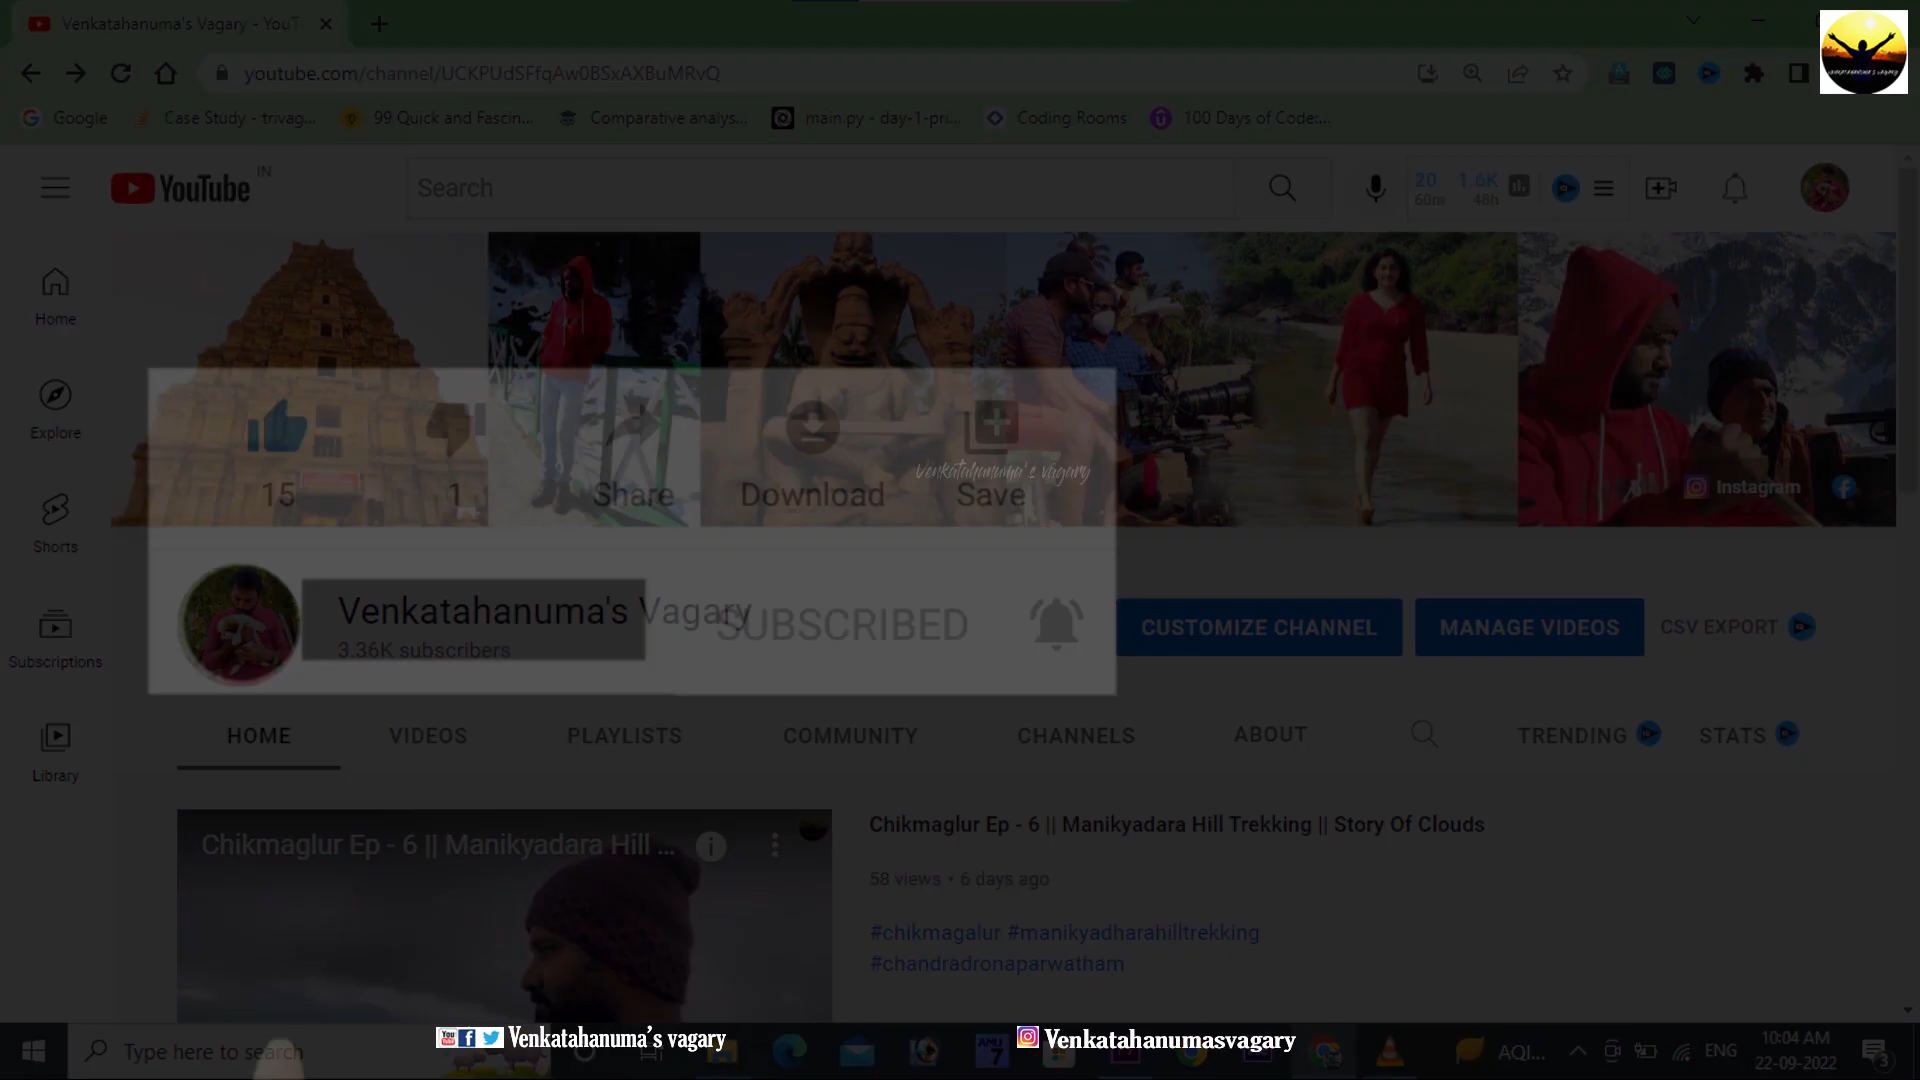 Venkatahanuma's Vagary - YouT
youtube.com/channel/UCKPUdSFfqAw0BSxAXBuMRvQ
Google
Case Study - trivag...
99 Quick and Fascin...
Comparative analys...
main.py - day-1-pri...
Coding Rooms
100 Days of Code:...
YouTube IN
Search
20
60m
1.6K
48h
Home
Explore
Shorts
Subscriptions
Library
Venkatahanuma's vagary
Instagram
15
1
Share
Download
Save
Venkatahanuma's Vagary
3.36K subscribers
SUBSCRIBED
CUSTOMIZE CHANNEL
MANAGE VIDEOS
CSV EXPORT
HOME
VIDEOS
PLAYLISTS
COMMUNITY
CHANNELS
ABOUT
TRENDING
STATS
Chikmaglur Ep - 6 || Manikyadara Hill ...
Chikmaglur Ep - 6 || Manikyadara Hill Trekking || Story Of Clouds
58 views • 6 days ago
#chikmagalur #manikyadharahilltrekking
#chandradronaparwatham
Type here to search
You
Venkatahanuma's vagary
Venkatahanumasvagary
AQI...
ENG
10:04 AM
22-09-2022
3